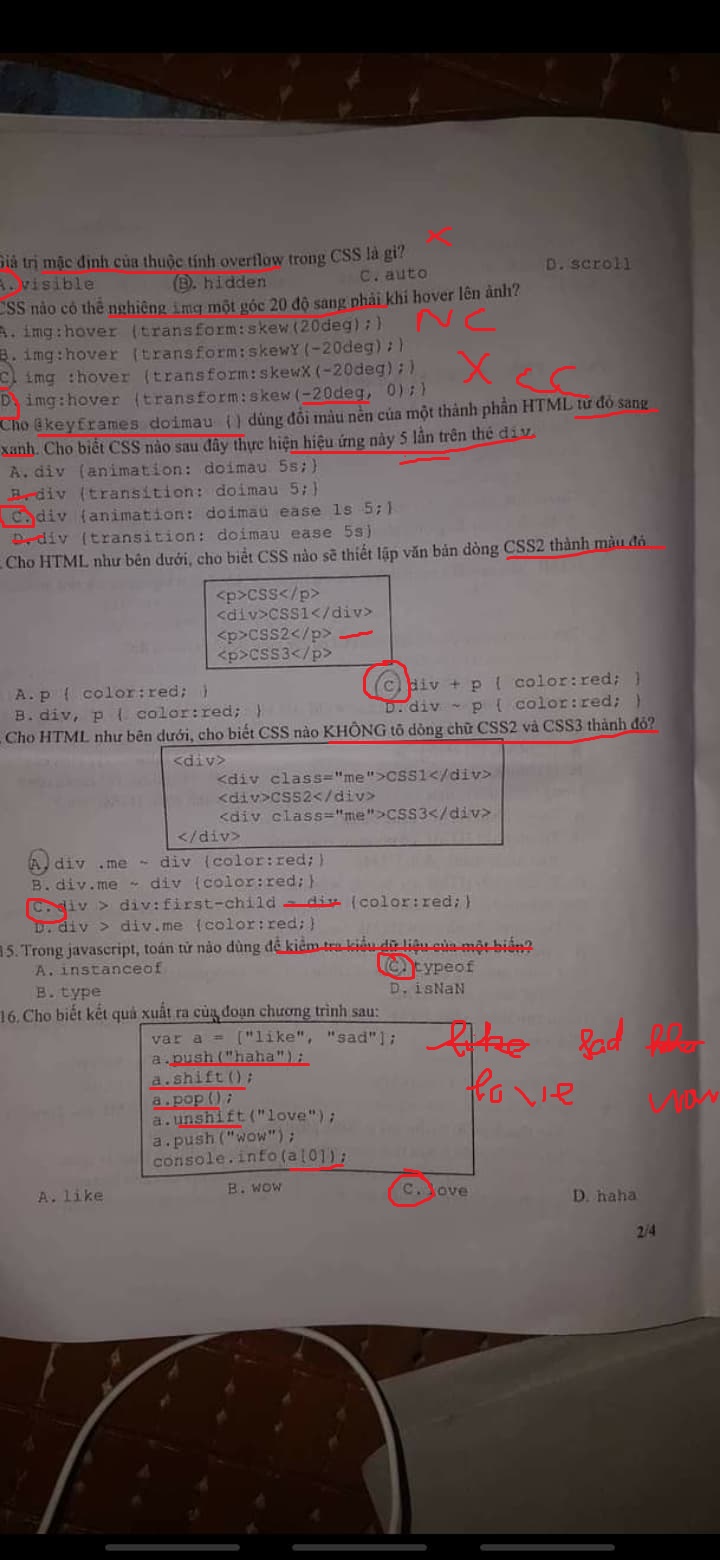 Giá trị mặc định của thuộc tính overflow trong CSS là gì? X
A. visible B. hidden C. auto D. scroll
CSS nào có thể nghiêng img một góc 20 độ sang phải khi hover lên ảnh?
A. img:hover {transform:skew(20deg);} NC
B. img:hover {transform:skewY(-20deg);}
C. img :hover {transform:skewX(-20deg);} X CC
D. img:hover {transform:skew(-20deg, 0);}
Cho @keyframes doimau {} dùng đổi màu nền của một thành phần HTML từ đỏ sang
xanh. Cho biết CSS nào sau đây thực hiện hiệu ứng này 5 lần trên thẻ div.
A. div {animation: doimau 5s;}
B. div {transition: doimau 5;}
C. div {animation: doimau ease 1s 5;}
D. div {transition: doimau ease 5s}
. Cho HTML như bên dưới, cho biết CSS nào sẽ thiết lập văn bản dòng CSS2 thành màu đỏ
<p>CSS</p>
<div>CSS1</div>
<p>CSS2</p>
<p>CSS3</p>
A. p { color:red; } C. div + p { color:red; }
B. div, p { color:red; } D. div ~ p { color:red; }
. Cho HTML như bên dưới, cho biết CSS nào KHÔNG tô dòng chữ CSS2 và CSS3 thành đỏ?
<div>
<div class="me">CSS1</div>
<div>CSS2</div>
<div class="me">CSS3</div>
</div>
A. div .me ~ div {color:red;}
B. div.me ~ div {color:red;}
C. div > div:first-child ~ div {color:red;}
D. div > div.me {color:red;}
15. Trong javascript, toán tử nào dùng để kiểm tra kiểu dữ liệu của một biến?
A. instanceof C. typeof
B. type D. isNaN
16. Cho biết kết quả xuất ra của đoạn chương trình sau:
var a = ["like", "sad"];
a.push("haha"); like sad
a.shift();
a.pop();
a.unshift("love");
a.push("wow");
console.info(a[0]);
A. like B. wow C. love D. haha
2/4